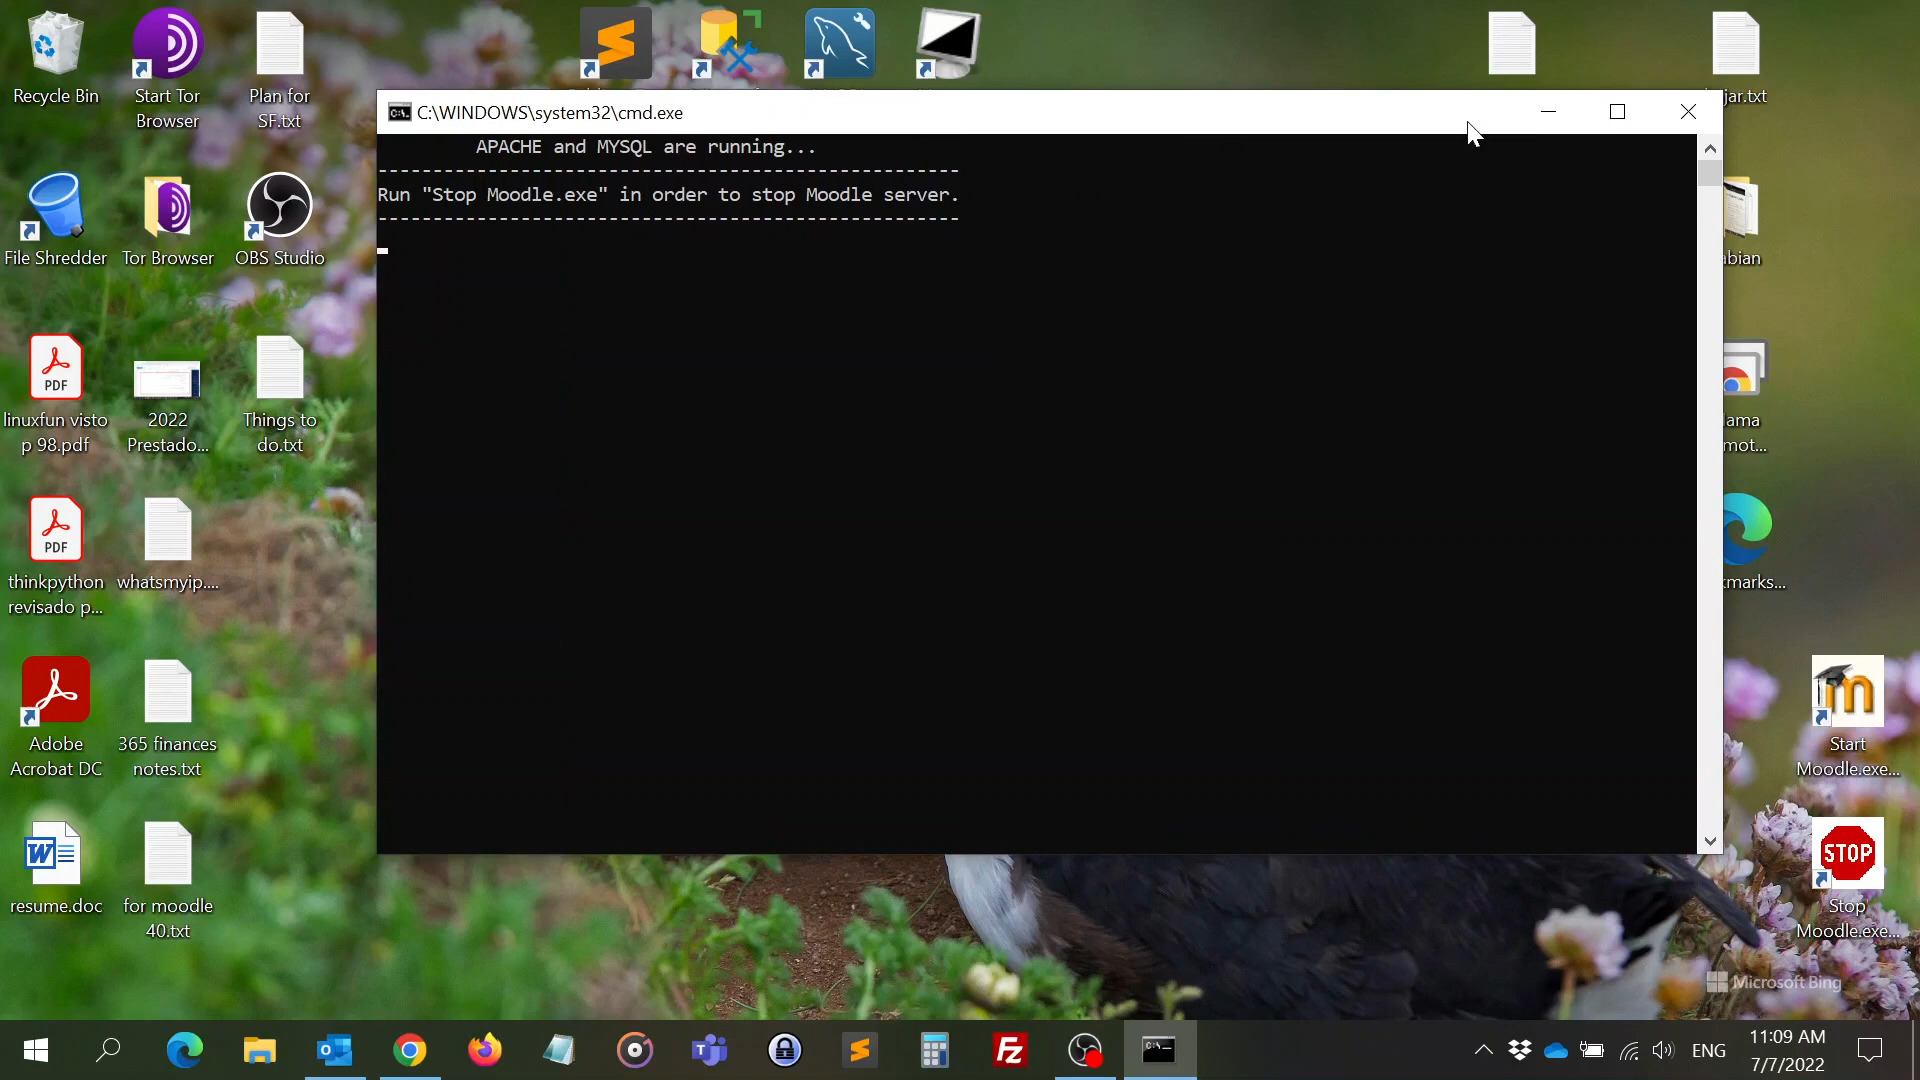 Recycle Bin
Start Tor
Browser
Plan for
SF.txt
jar.txt
C:\WINDOWS\system32\cmd.exe
APACHE and MYSQL are running...
-----------------------------------------------------
Run "Stop Moodle.exe" in order to stop Moodle server.
-----------------------------------------------------
File Shredder
Tor Browser
OBS Studio
bian
PDF
linuxfun visto
p 98.pdf
2022
Prestado...
Things to
do.txt
lama
mot...
PDF
thinkpython
revisado p...
whatsmyip....
kmarks...
Adobe
Acrobat DC
365 finances
notes.txt
Start
Moodle.exe...
resume.doc
for moodle
40.txt
STOP
Stop
Moodle.exe...
Microsoft Bing
ENG
11:09 AM
7/7/2022